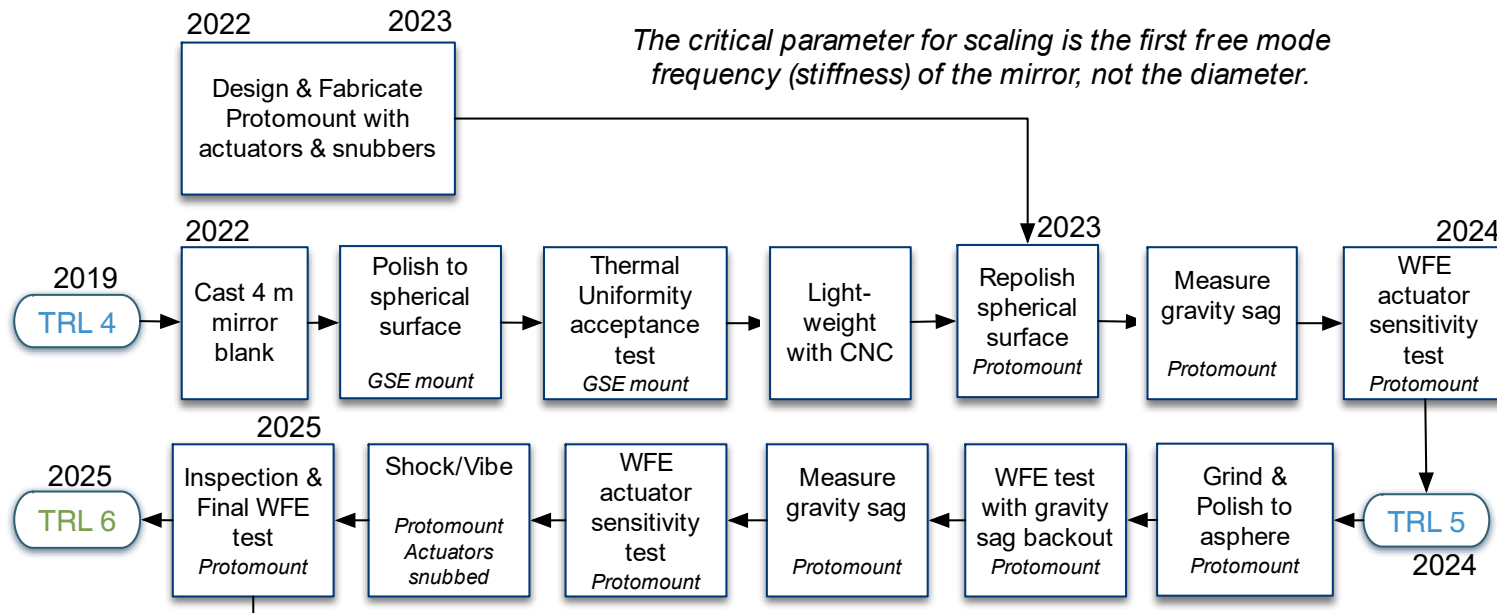 2022
2023
The critical parameter for scaling is the first free mode
frequency (stiffness) of the mirror, not the diameter.
Design & Fabricate
Protomount with
actuators & snubbers
2019
TRL 4
2022
Cast 4 m
mirror
blank
Polish to
spherical
surface
GSE mount
Thermal
Uniformity
acceptance
test
GSE mount
Light-
weight
with CNC
2023
Repolish
spherical
surface
Protomount
Measure
gravity sag
Protomount
2024
WFE
actuator
sensitivity
test
Protomount
2025
TRL 6
2025
Inspection &
Final WFE
test
Protomount
Shock/Vibe
Protomount
Actuators
snubbed
WFE
actuator
sensitivity
test
Protomount
Measure
gravity sag
Protomount
WFE test
with gravity
sag backout
Protomount
Grind &
Polish to
asphere
Protomount
TRL 5
2024